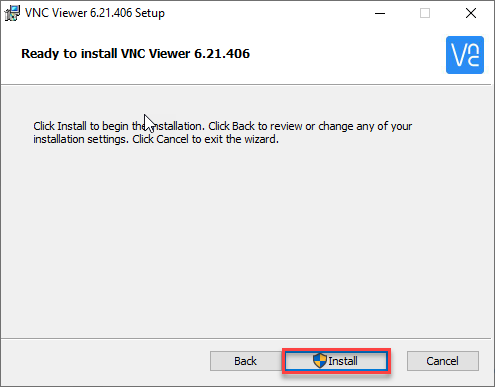 VNC Viewer 6.21.406 Setup
Ready to install VNC Viewer 6.21.406
Click Install to begin the installation. Click Back to review or change any of your
installation settings. Click Cancel to exit the wizard.
Back
Install
Cancel